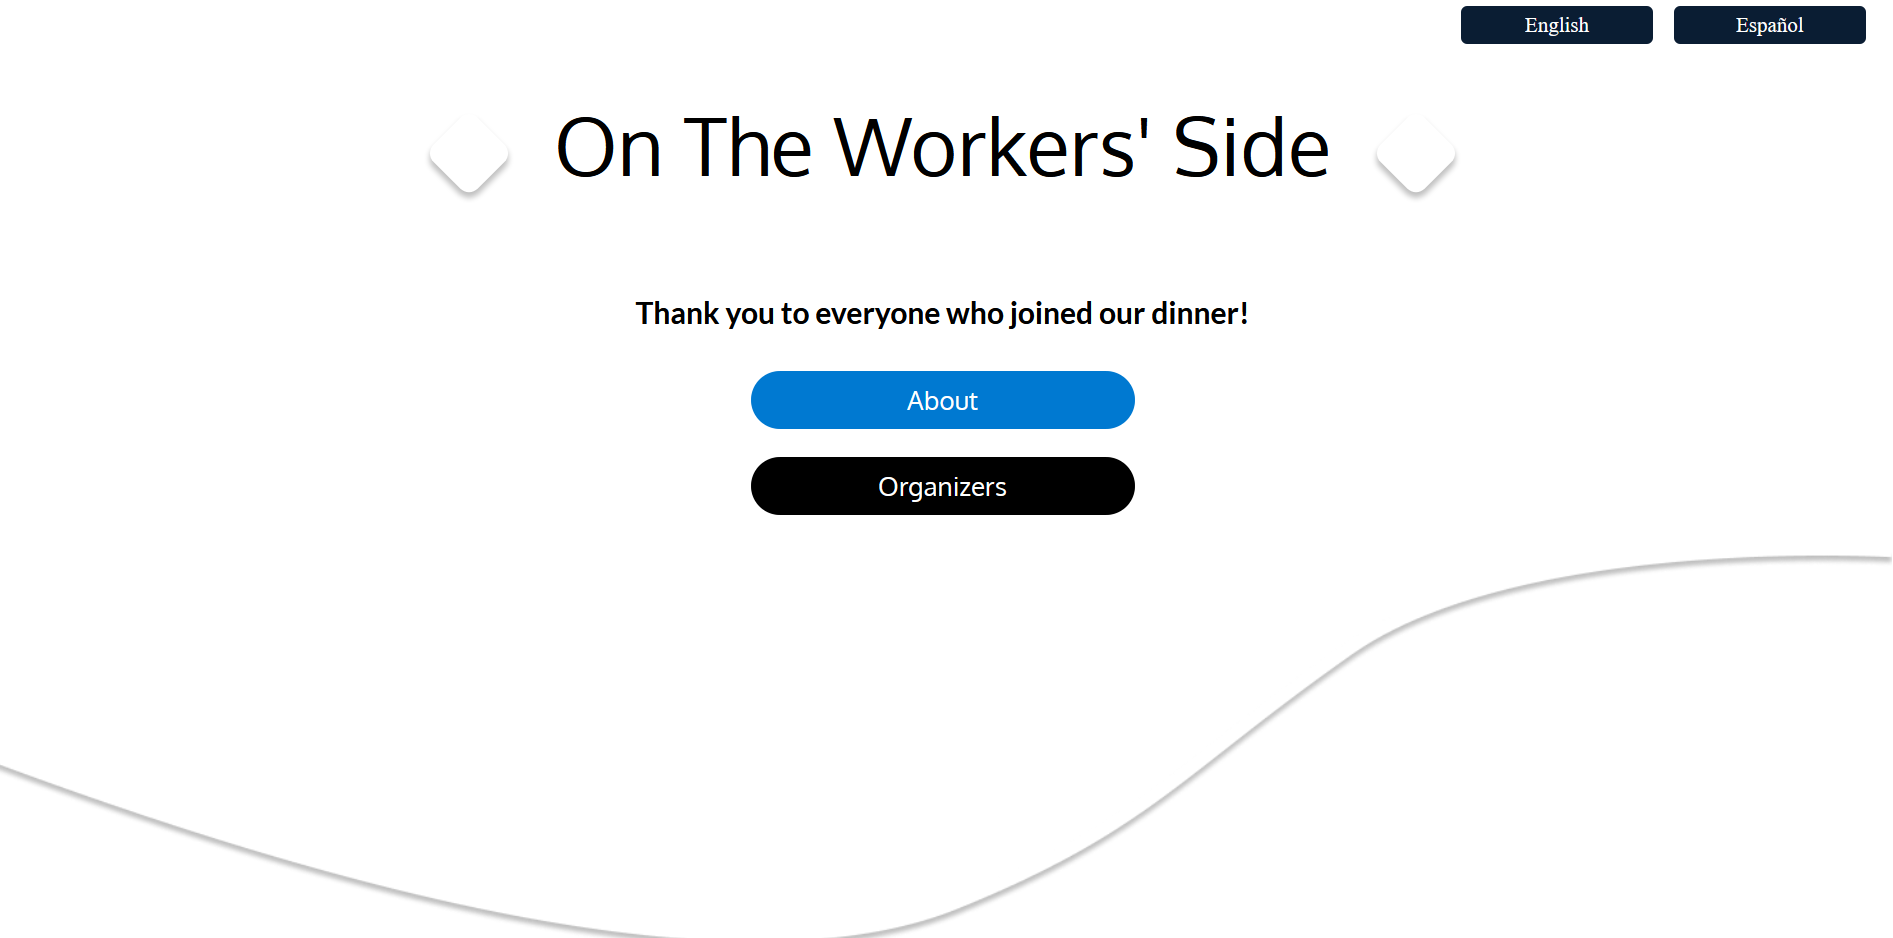 English
Español
On The Workers' Side
Thank you to everyone who joined our dinner!
About
Organizers